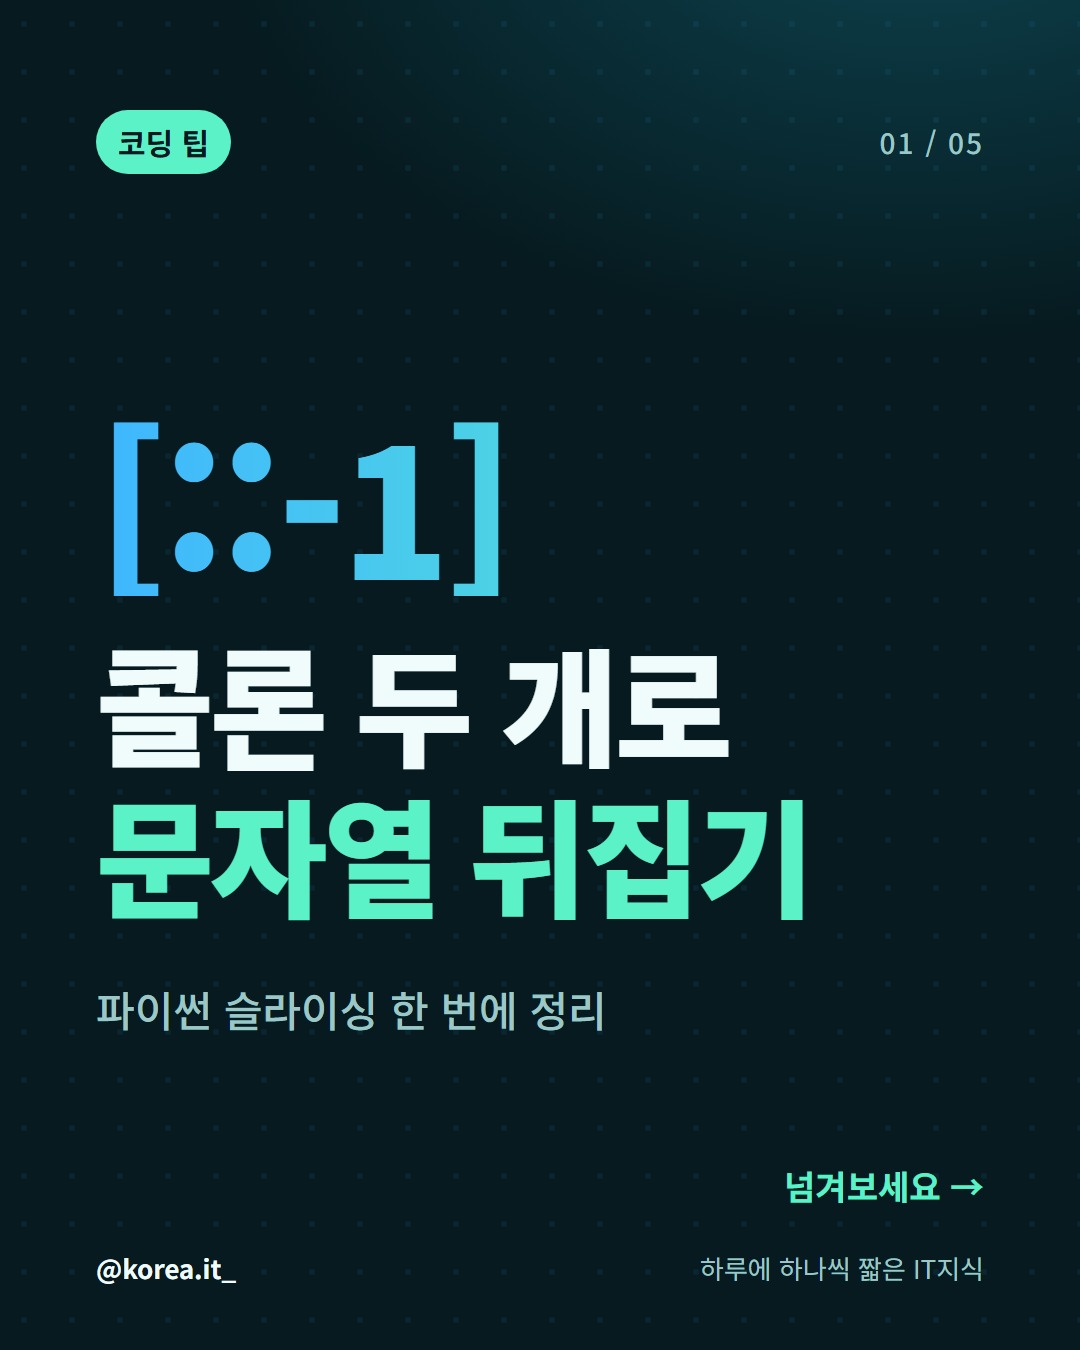 코딩 팁
01 / 05
[::-1]
콜론 두 개로
문자열 뒤집기
파이썬 슬라이싱 한 번에 정리
넘겨보세요 →
@korea.it_
하루에 하나씩 짧은 IT지식